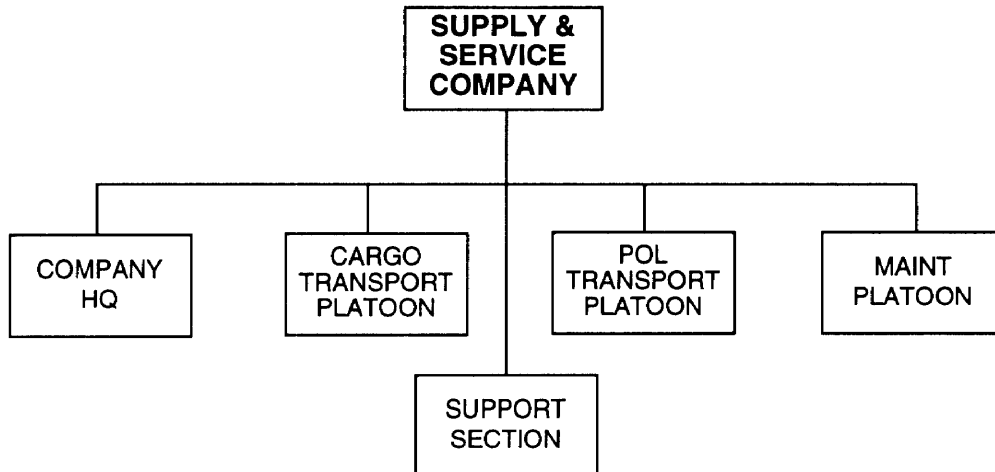 SUPPLY &
SERVICE
COMPANY
COMPANY
HQ
CARGO
TRANSPORT
PLATOON
POL
TRANSPORT
PLATOON
MAINT
PLATOON
SUPPORT
SECTION